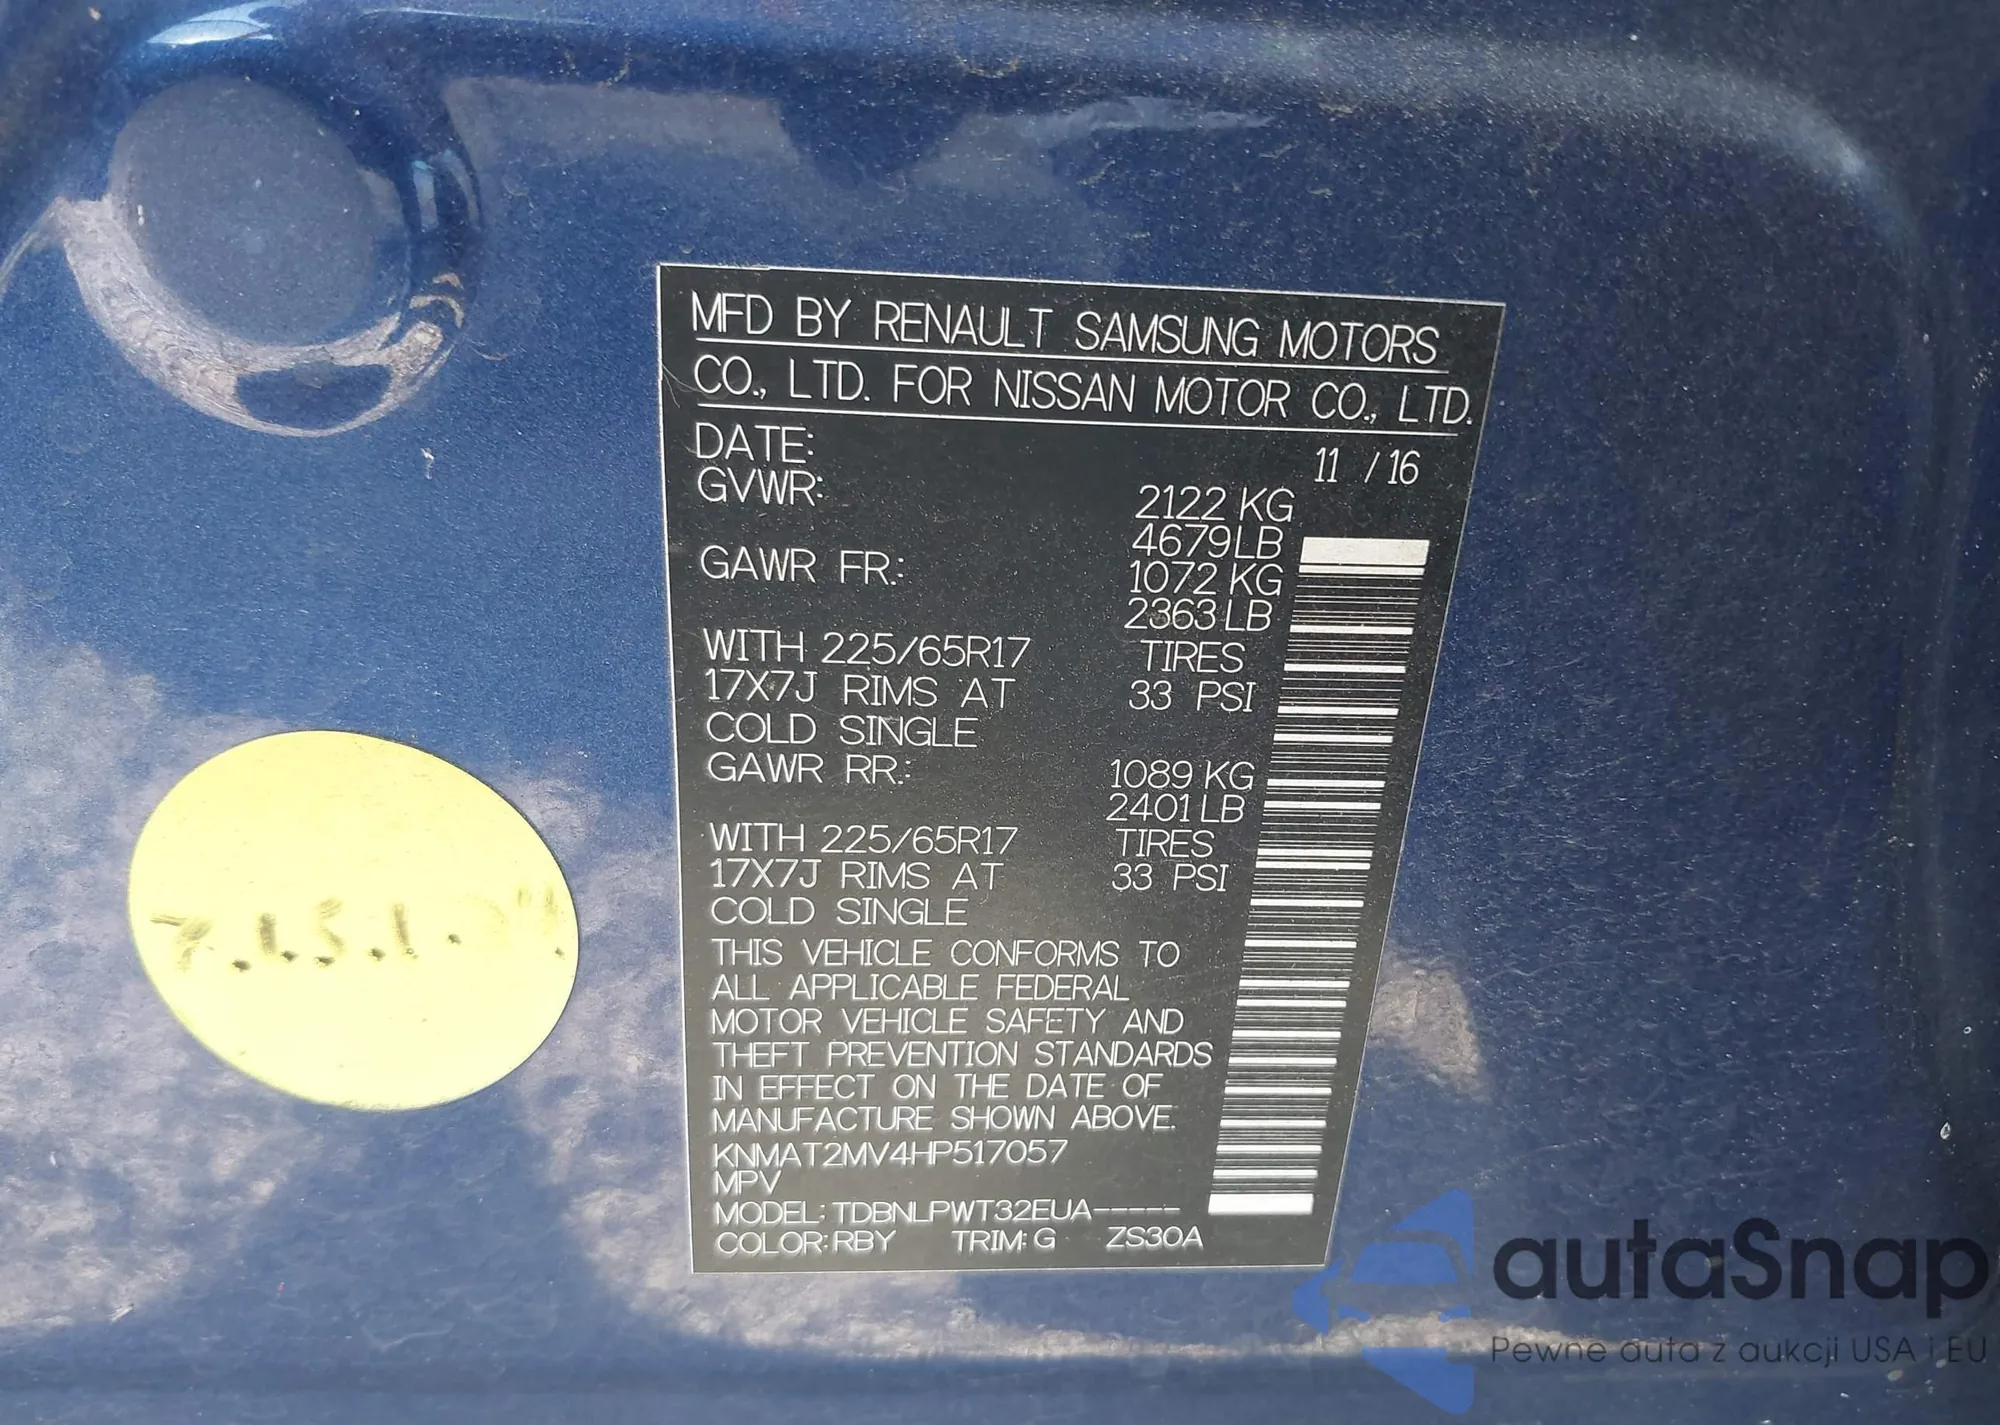 MFD BY RENAULT SAMSUNG MOTORS
CO., LTD. FOR NISSAN MOTOR CO., LTD.
DATE: 11 / 16
GVWR: 2122 KG
4679 LB
GAWR FR.: 1072 KG
2363 LB
WITH 225/65R17 TIRES
17X7J RIMS AT 33 PSI
COLD SINGLE
GAWR RR.: 1089 KG
2401 LB
WITH 225/65R17 TIRES
17X7J RIMS AT 33 PSI
COLD SINGLE
THIS VEHICLE CONFORMS TO
ALL APPLICABLE FEDERAL
MOTOR VEHICLE SAFETY AND
THEFT PREVENTION STANDARDS
IN EFFECT ON THE DATE OF
MANUFACTURE SHOWN ABOVE.
KNMAT2MV4HP517057
MPV
MODEL: TDBNLPWT32EUA-----
COLOR: RBY TRIM: G ZS30A
autaSnap
Pewne auta z aukcji USA i EU